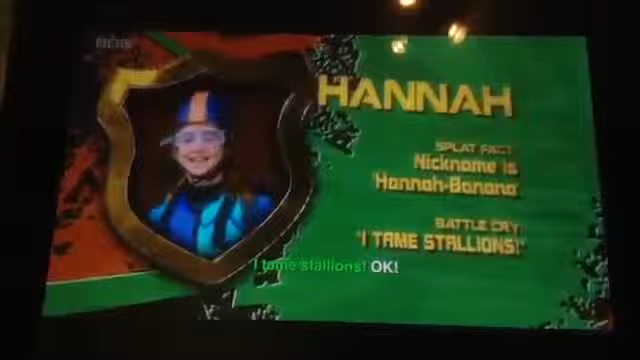 BBC
HANNAH
SPLAT FACT
Nickname is
'Hannah-Banana'
BATTLE CRY
"I TAME STALLIONS!"
I tame stallions! OK!